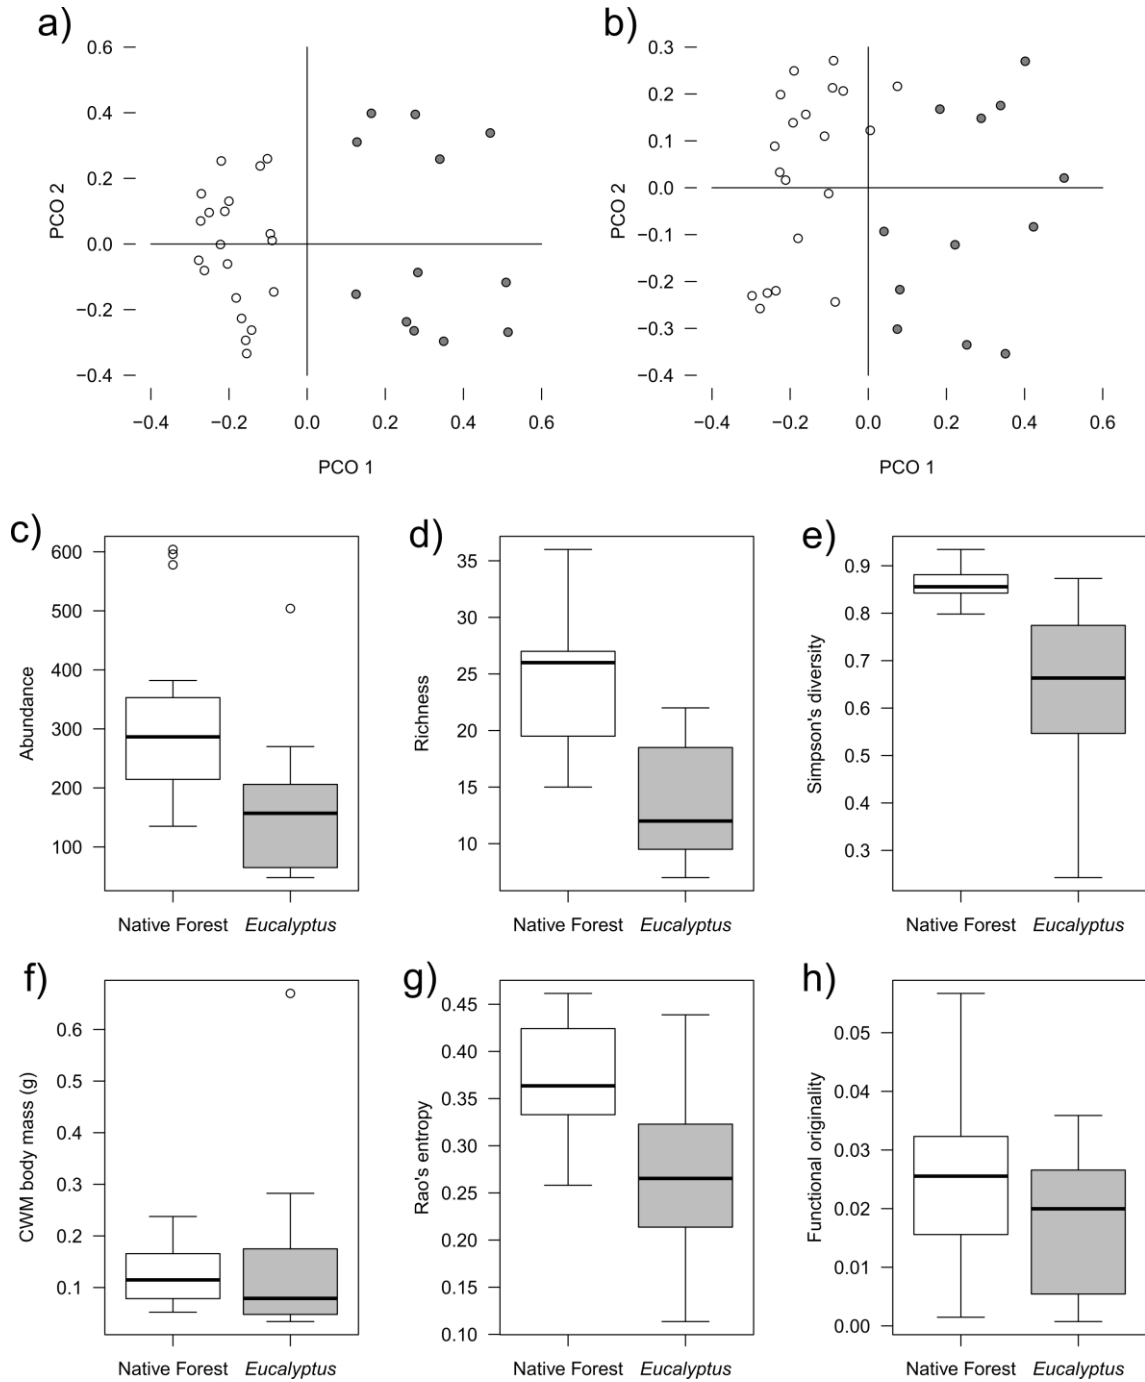 a)
0.6
0.4
0.2
0.0
−0.2
−0.4
PCO 2
−0.4 −0.2 0.0 0.2 0.4 0.6
PCO 1
b)
0.3
0.2
0.1
0.0
−0.1
−0.2
−0.3
−0.4
PCO 2
−0.4 −0.2 0.0 0.2 0.4 0.6
PCO 1
c)
600
500
400
300
200
100
Abundance
Native Forest Eucalyptus
d)
35
30
25
20
15
10
Richness
Native Forest Eucalyptus
e)
0.9
0.8
0.7
0.6
0.5
0.4
0.3
Simpson's diversity
Native Forest Eucalyptus
f)
0.6
0.5
0.4
0.3
0.2
0.1
CWM body mass (g)
Native Forest Eucalyptus
g)
0.45
0.40
0.35
0.30
0.25
0.20
0.15
0.10
Rao's entropy
Native Forest Eucalyptus
h)
0.05
0.04
0.03
0.02
0.01
0.00
Functional originality
Native Forest Eucalyptus